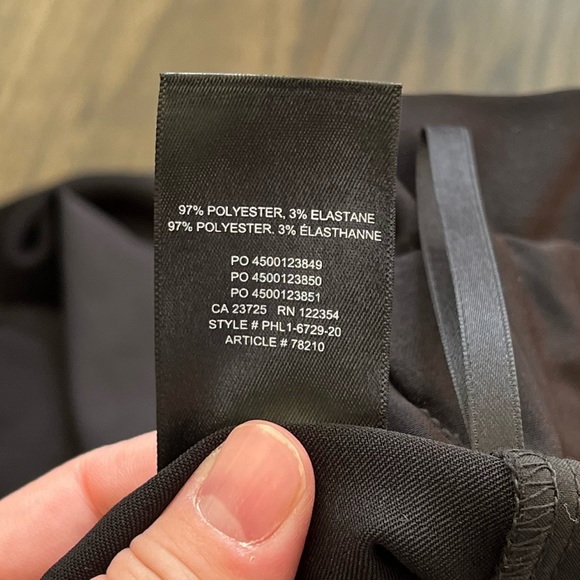 97% POLYESTER, 3% ELASTANE
97% POLYESTER. 3% ÉLASTHANNE
PO 4500123849
PO 4500123850
PO 4500123851
CA 23725 RN 122354
STYLE # PHL1-6729-20
ARTICLE # 78210